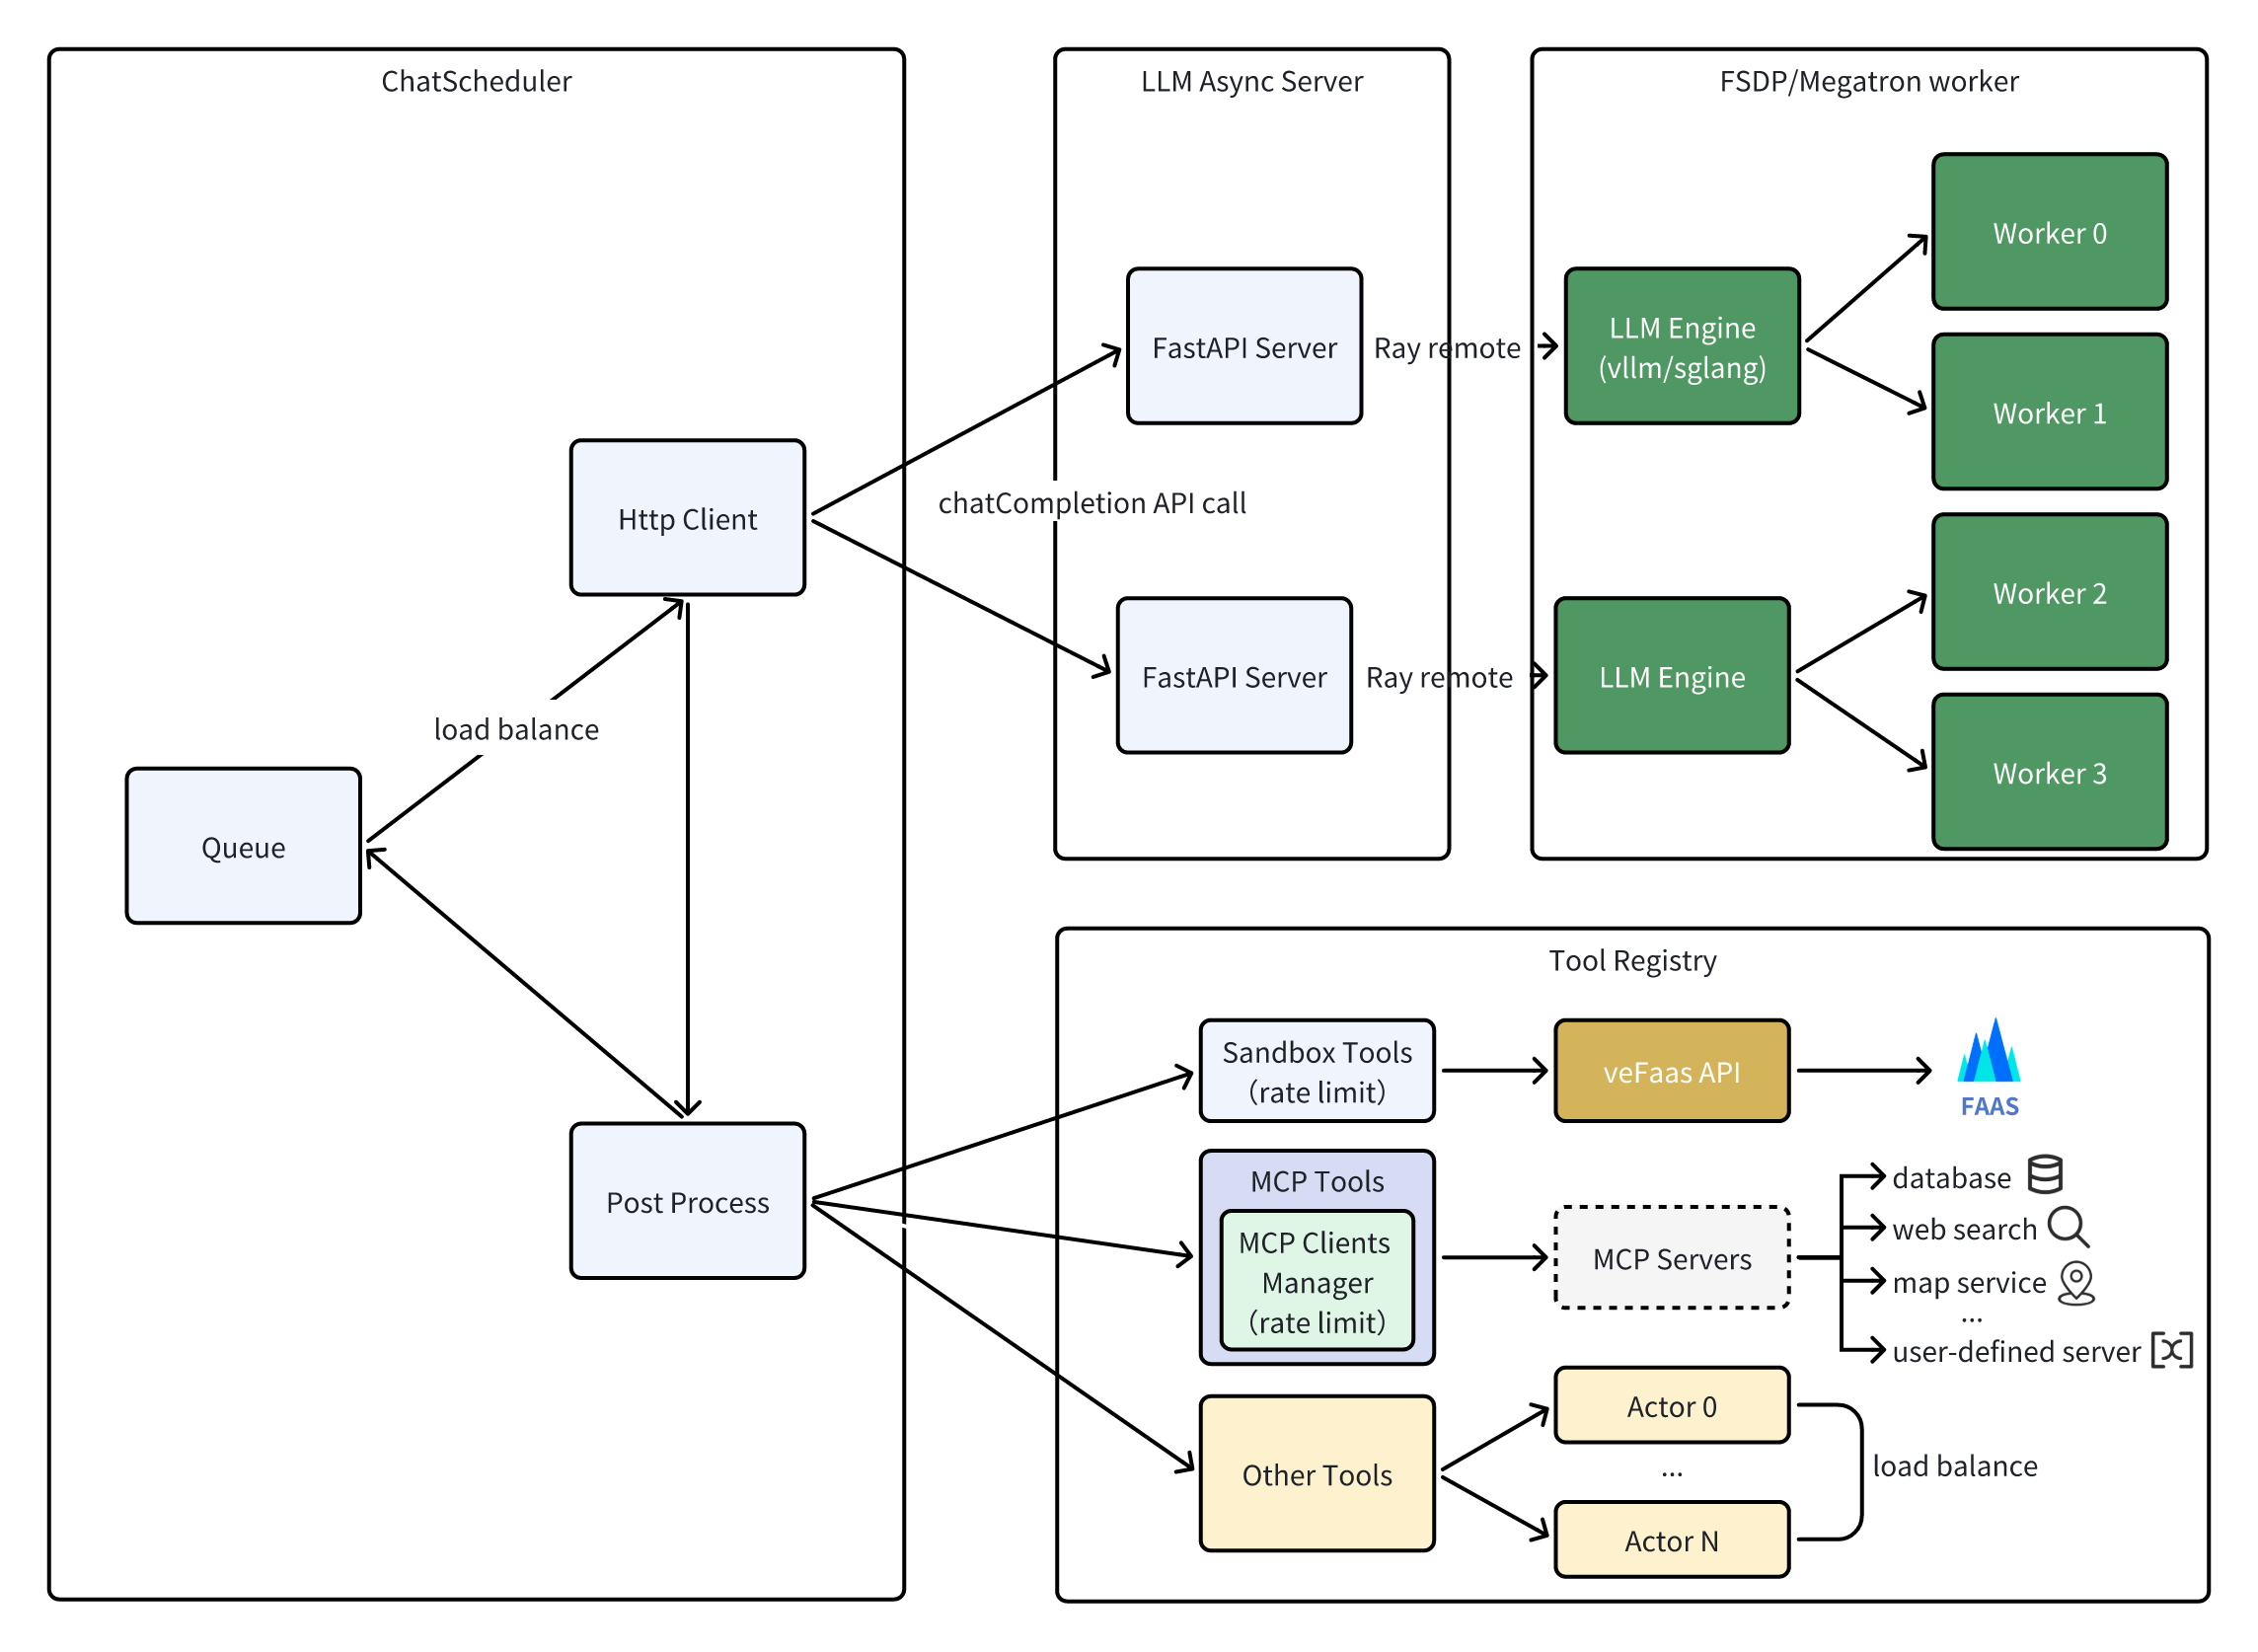 ChatScheduler
Http Client
load balance
Queue
Post Process
LLM Async Server
FastAPI Server
Ray remote
chatCompletion API call
FastAPI Server
Ray remote
FSDP/Megatron worker
LLM Engine
(vllm/sglang)
Worker 0
Worker 1
LLM Engine
Worker 2
Worker 3
Tool Registry
Sandbox Tools
（rate limit）
veFaas API
FAAS
MCP Tools
MCP Clients
Manager
（rate limit）
MCP Servers
database
web search
map service
...
user-defined server
Other Tools
Actor 0
...
Actor N
load balance